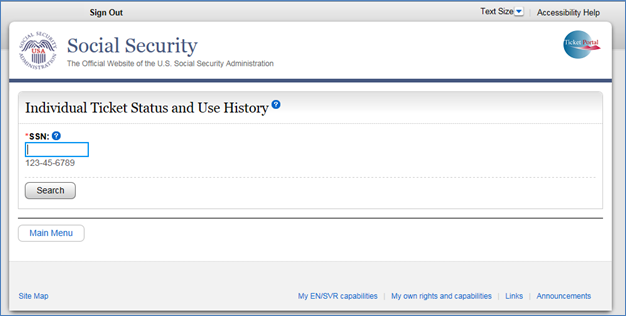 Sign Out Text Size Accessibility Help
SOCIAL SECURITY ADMINISTRATION
USA
Social Security
The Official Website of the U.S. Social Security Administration
Ticket Portal
Individual Ticket Status and Use History ?
*SSN: ?
123-45-6789
Search
Main Menu
Site Map My EN/SVR capabilities | My own rights and capabilities | Links | Announcements